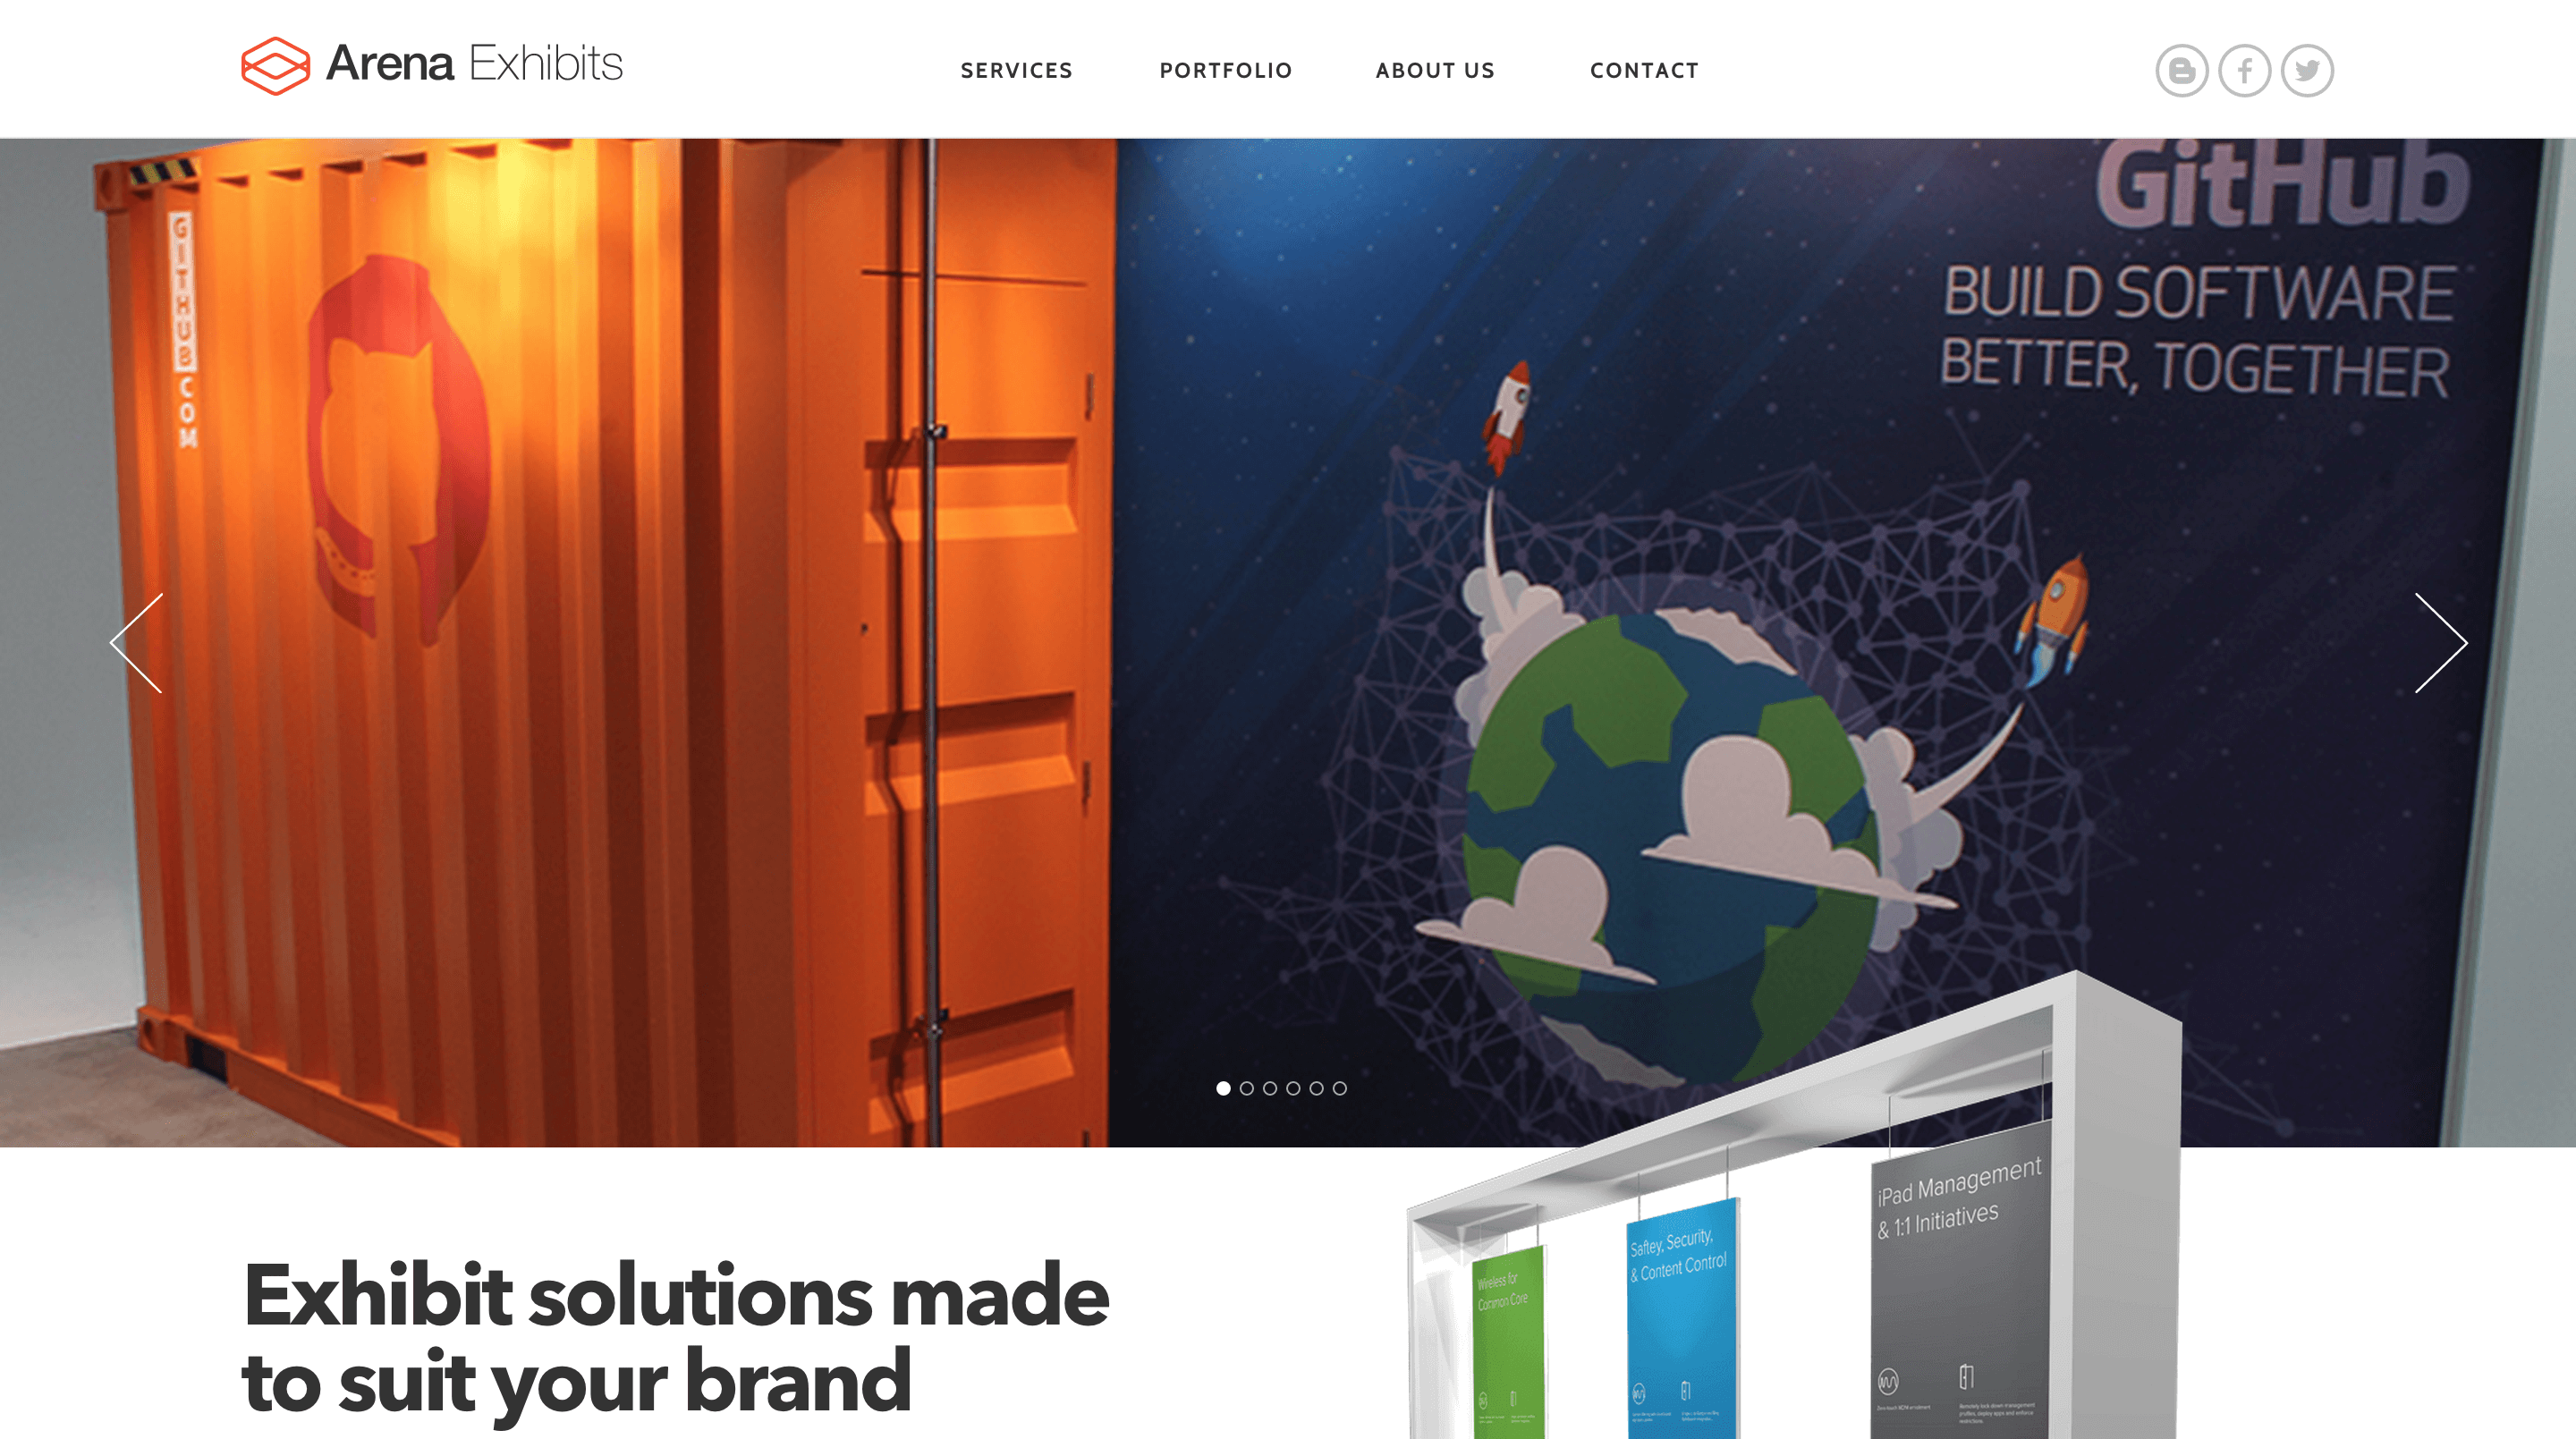 Arena Exhibits
SERVICES
PORTFOLIO
ABOUT US
CONTACT
GITHUB.COM
GitHub
BUILD SOFTWARE
BETTER, TOGETHER
Exhibit solutions made
to suit your brand
Wireless for
Common Core
Saftey, Security,
& Content Control
iPad Management
& 1:1 Initiatives